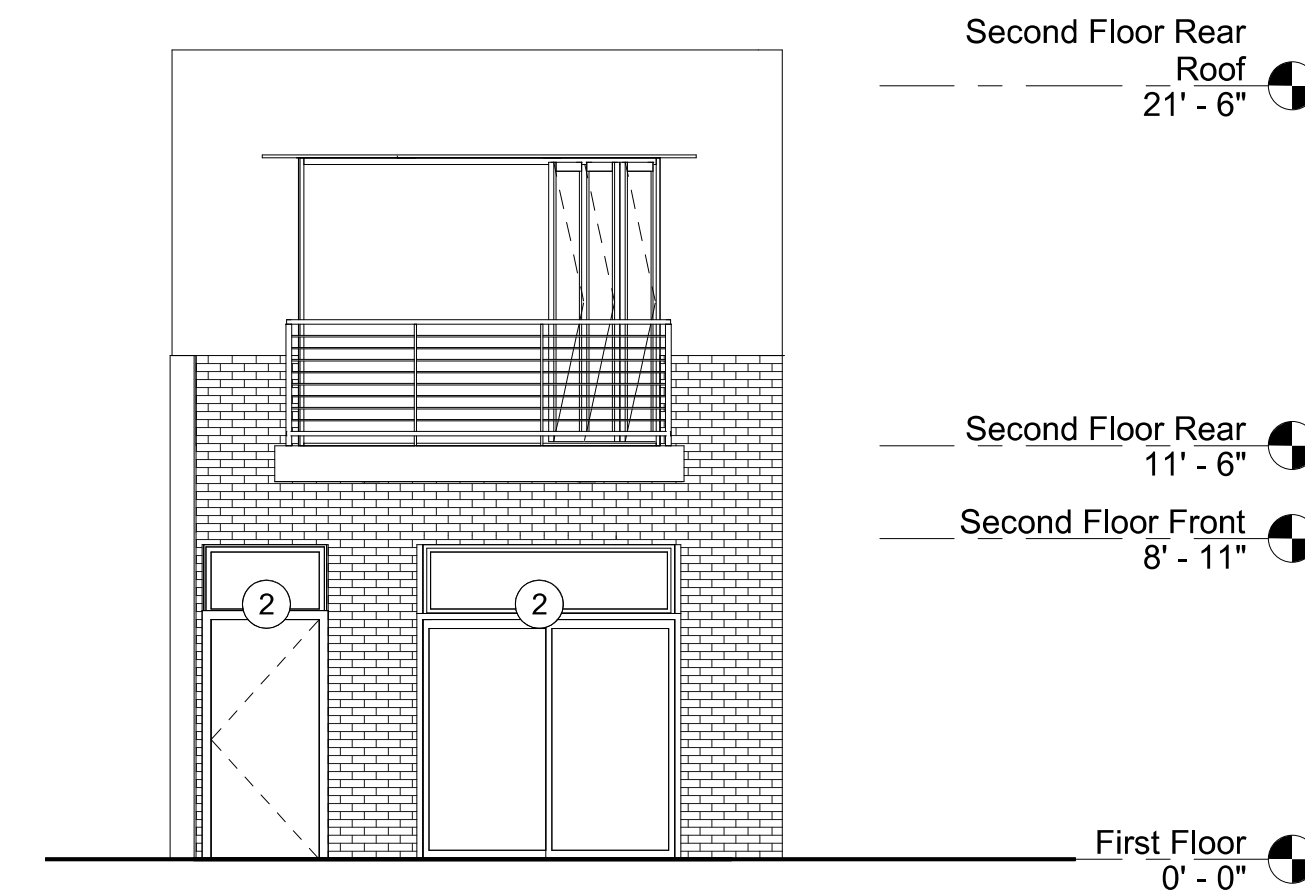 Second Floor Rear
Roof
21' - 6"
Second Floor Rear
11' - 6"
Second Floor Front
8' - 11"
2
2
First Floor
0' - 0"